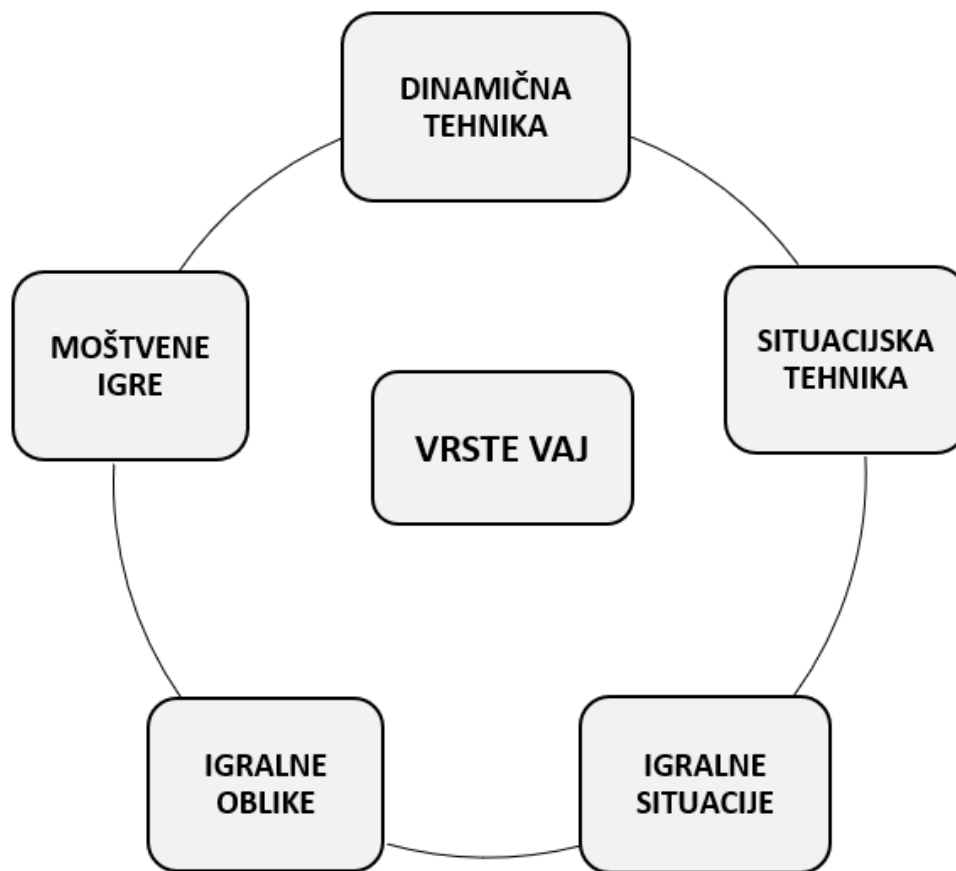 DINAMIČNA
TEHNIKA
SITUACIJSKA
TEHNIKA
MOŠTVENE
IGRE
VRSTE VAJ
IGRALNE
OBLIKE
IGRALNE
SITUACIJE